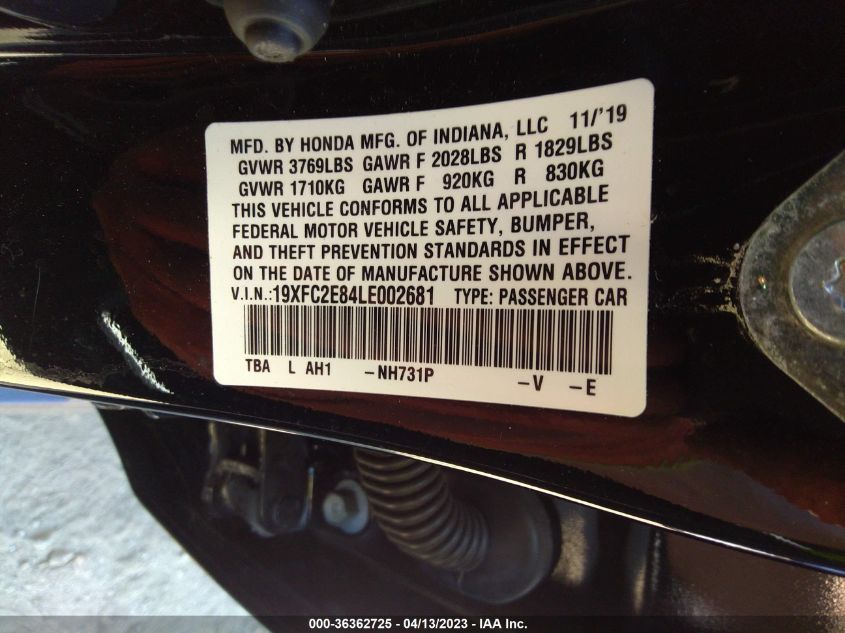 MFD. BY HONDA MFG. OF INDIANA, LLC 11/'19
GVWR 3769LBS GAWR F 2028LBS R 1829LBS
GVWR 1710KG GAWR F 920KG R 830KG
THIS VEHICLE CONFORMS TO ALL APPLICABLE
FEDERAL MOTOR VEHICLE SAFETY, BUMPER,
AND THEFT PREVENTION STANDARDS IN EFFECT
ON THE DATE OF MANUFACTURE SHOWN ABOVE.
V.I.N.:19XFC2E84LE002681 TYPE: PASSENGER CAR
TBA L AH1 -NH731P -V -E
000-36362725 - 04/13/2023 - IAA Inc.